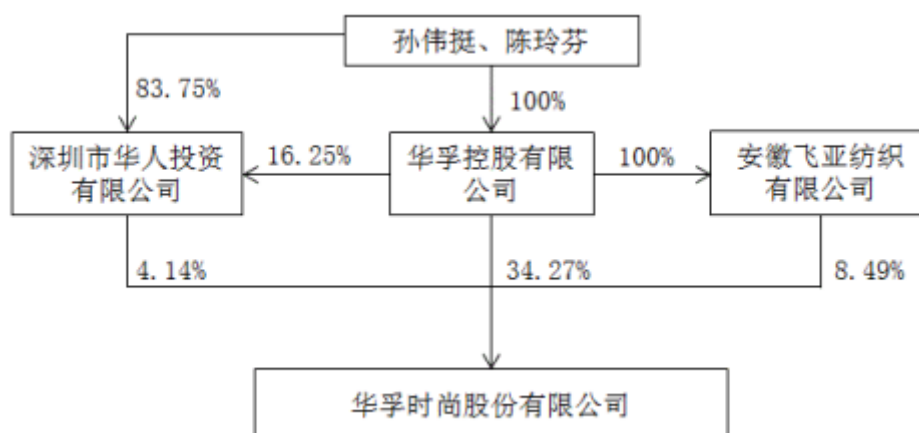 孙伟挺、陈玲芬
83.75%
100%
深圳市华人投资
有限公司
16.25%
华孚控股有限
公司
100%
安徽飞亚纺织
有限公司
4.14%
34.27%
8.49%
华孚时尚股份有限公司